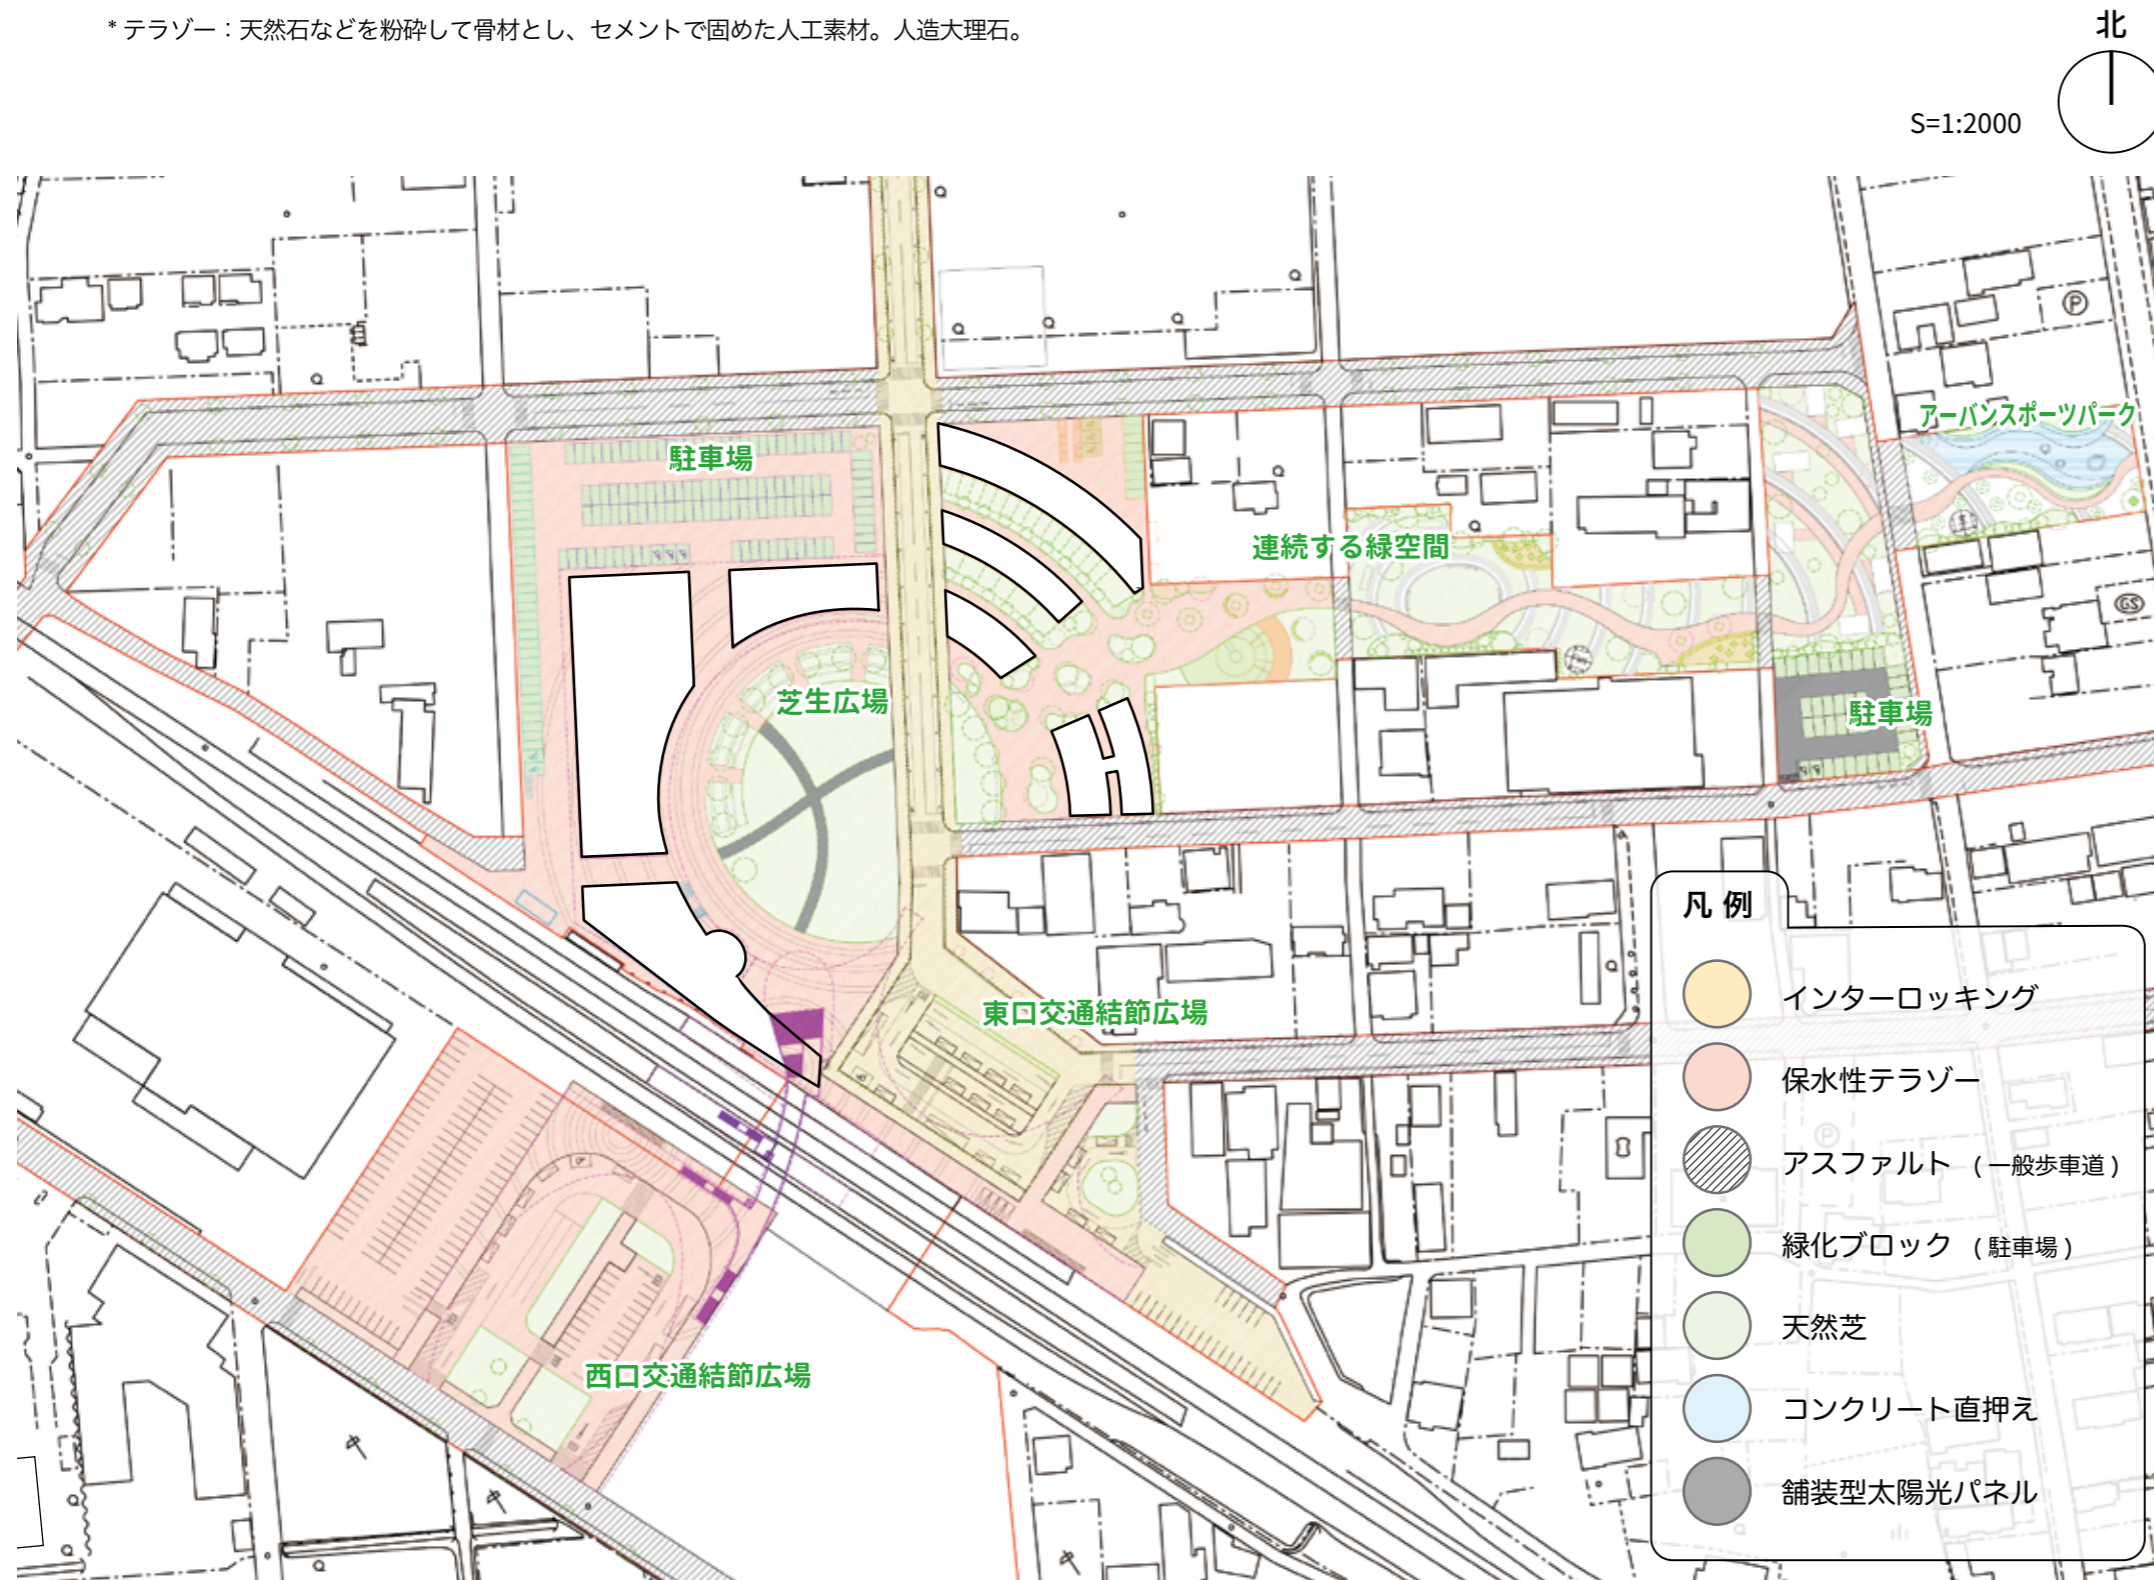 * テラゾー：天然石などを粉砕して骨材とし、セメントで固めた人工素材。人造大理石。
北
S=1:2000
P
アーバンスポーツパーク
駐車場
連続する緑空間
GS
芝生広場
駐車場
東口交通結節広場
西口交通結節広場
凡 例
インターロッキング
保水性テラゾー
アスファルト （一般歩車道）
緑化ブロック （駐車場）
天然芝
コンクリート直押え
舗装型太陽光パネル
P